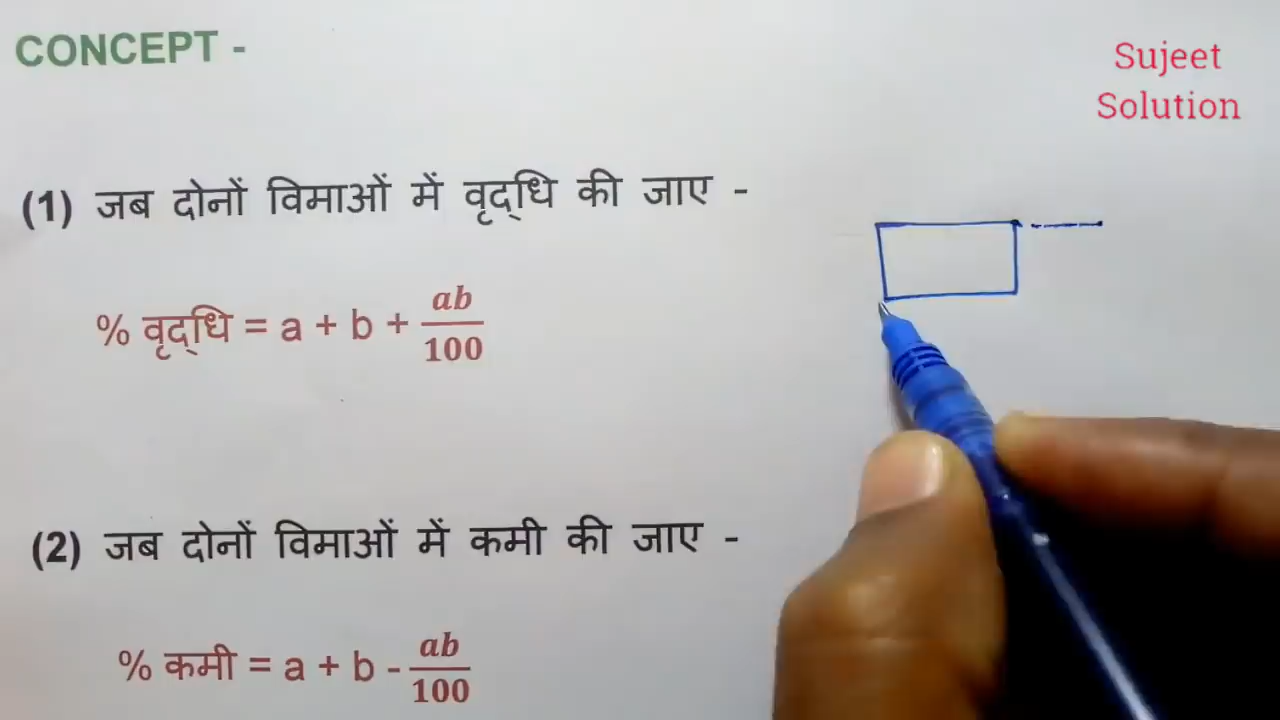 CONCEPT -
Sujeet
Solution
(1) जब दोनों विमाओं में वृद्धि की जाए -
% वृद्धि = a + b + ab/100
(2) जब दोनों विमाओं में कमी की जाए -
% कमी = a + b - ab/100